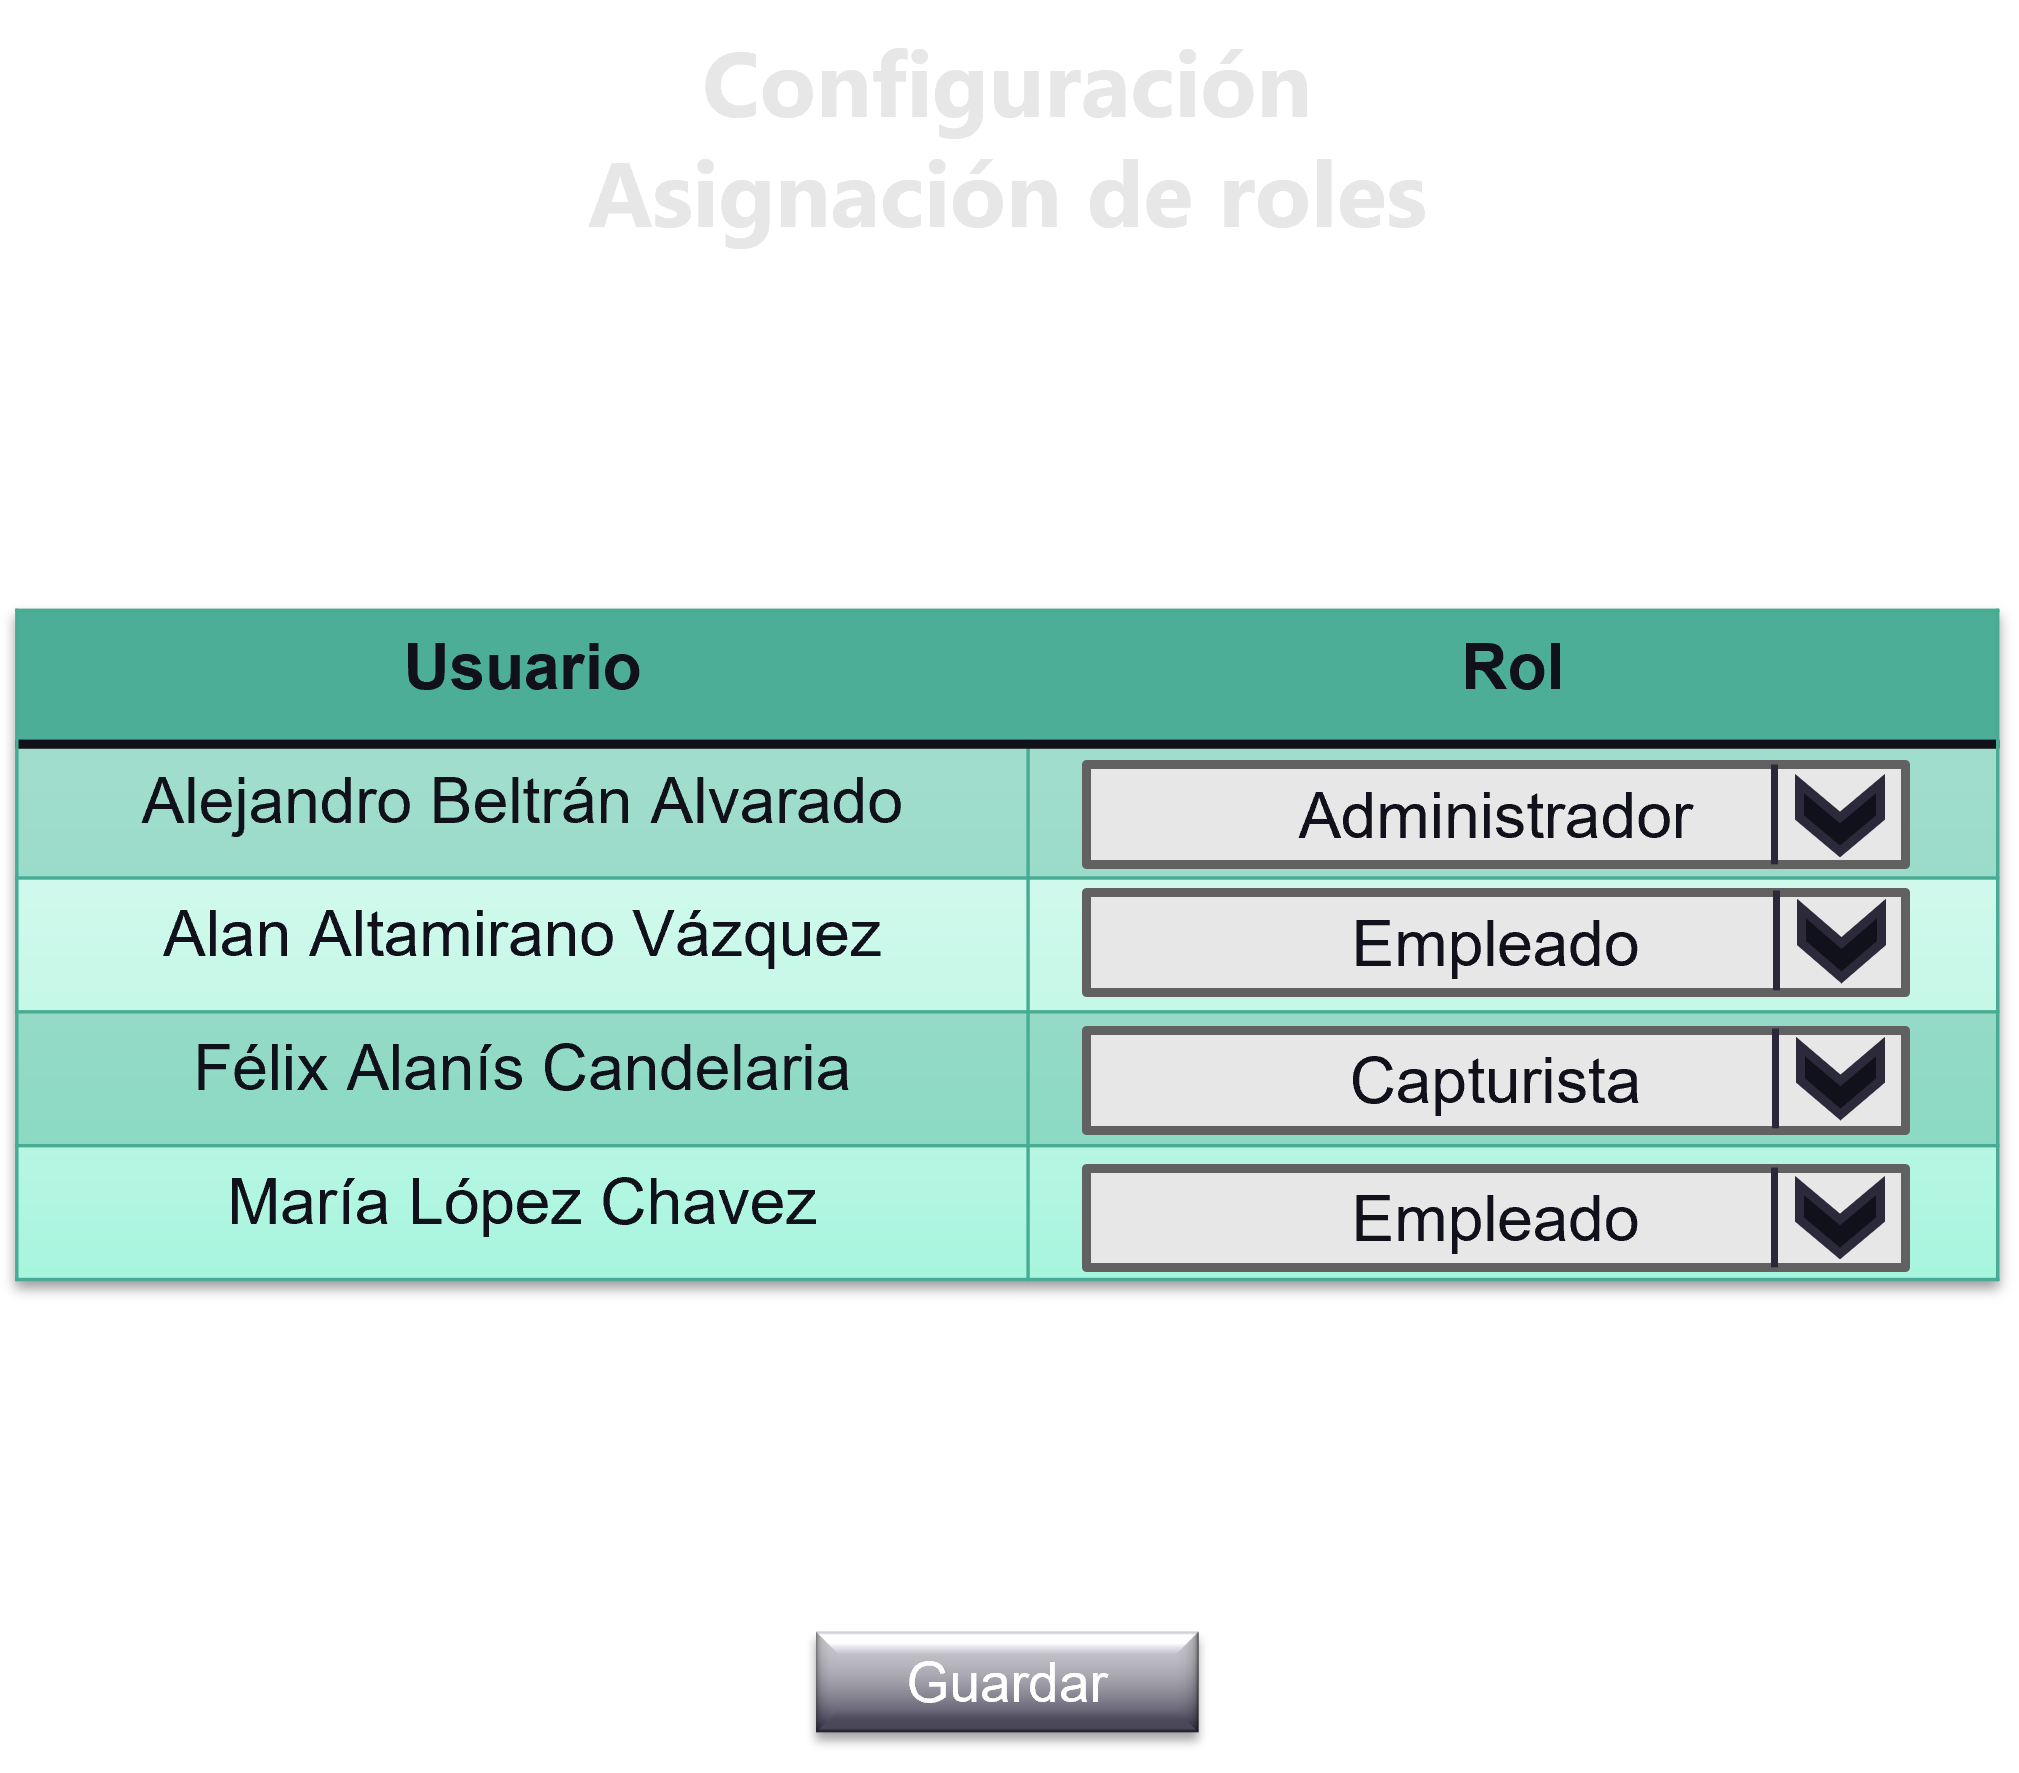 Configuración
Asignación de roles
Usuario Rol
Alejandro Beltrán Alvarado Administrador
Alan Altamirano Vázquez Empleado
Félix Alanís Candelaria Capturista
María López Chavez Empleado
Guardar